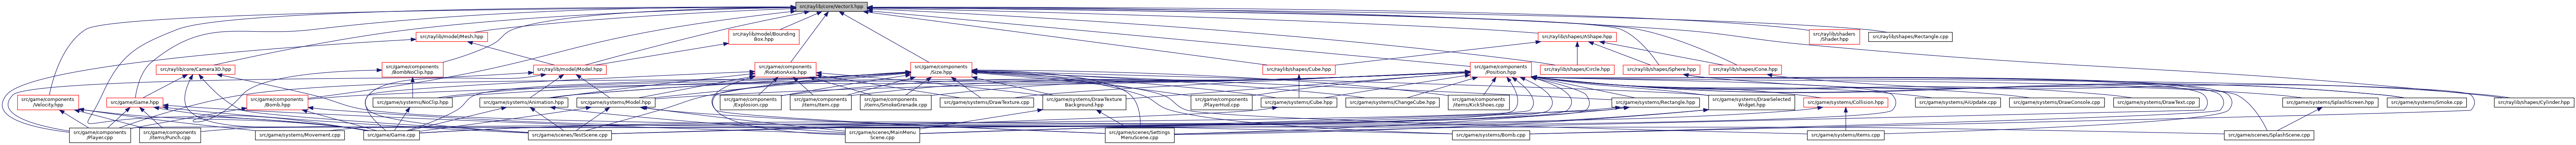 src/raylib/core/Vector3.hpp
src/raylib/model/Mesh.hpp
src/raylib/model/Bounding
Box.hpp
src/raylib/shapes/AShape.hpp
src/raylib/shaders
/Shader.hpp
src/raylib/shapes/Rectangle.cpp
src/raylib/core/Camera3D.hpp
src/game/components
/BombNoClip.hpp
src/raylib/model/Model.hpp
src/game/components
/RotationAxis.hpp
src/game/components
/Size.hpp
src/raylib/shapes/Cube.hpp
src/game/components
/Position.hpp
src/raylib/shapes/Circle.hpp
src/raylib/shapes/Sphere.hpp
src/raylib/shapes/Cone.hpp
src/game/components
/Velocity.hpp
src/game/Game.hpp
src/game/components
/Bomb.hpp
src/game/systems/NoClip.hpp
src/game/systems/Animation.hpp
src/game/systems/Model.hpp
src/game/components
/Explosion.cpp
src/game/components
/items/Item.cpp
src/game/components
/items/SmokeGrenade.cpp
src/game/systems/DrawTexture.cpp
src/game/systems/DrawTexture
Background.hpp
src/game/components
/PlayerHud.cpp
src/game/systems/Cube.hpp
src/game/systems/ChangeCube.hpp
src/game/components
/items/KickShoes.cpp
src/game/systems/Rectangle.hpp
src/game/systems/DrawSelected
Widget.hpp
src/game/systems/Collision.hpp
src/game/systems/AiUpdate.cpp
src/game/systems/DrawConsole.cpp
src/game/systems/DrawText.cpp
src/game/systems/SplashScreen.hpp
src/game/systems/Smoke.cpp
src/raylib/shapes/Cylinder.hpp
src/game/components
/Player.cpp
src/game/components
/items/Punch.cpp
src/game/systems/Movement.cpp
src/game/Game.cpp
src/game/scenes/TestScene.cpp
src/game/scenes/MainMenu
Scene.cpp
src/game/scenes/Settings
MenuScene.cpp
src/game/systems/Bomb.cpp
src/game/systems/Items.cpp
src/game/scenes/SplashScene.cpp